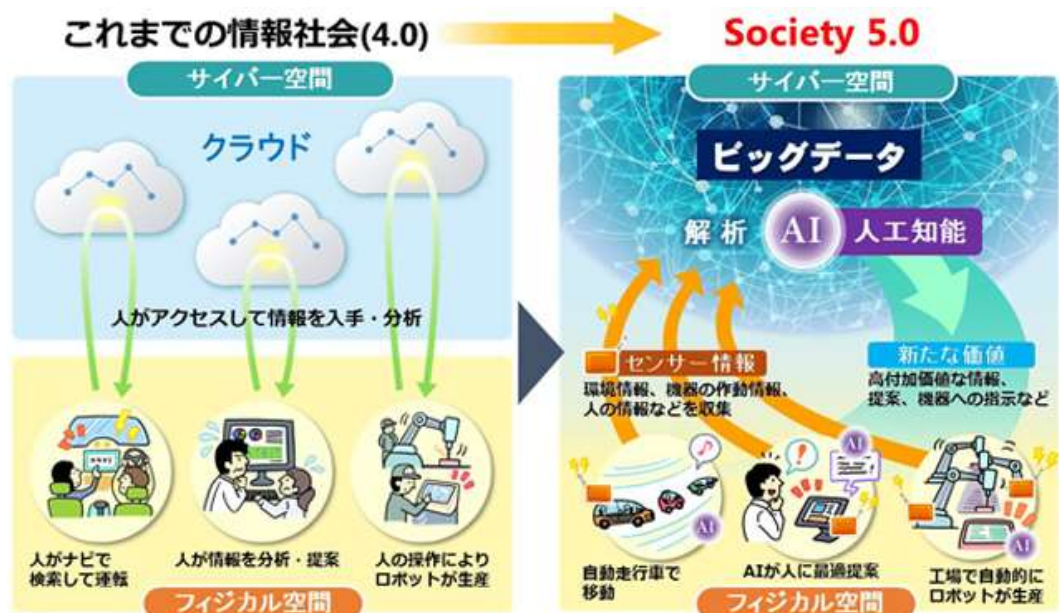 これまでの情報社会(4.0)
サイバー空間
クラウド
人がアクセスして情報を入手・分析
人がナビで
検索して運転
人が情報を分析・提案
人の操作により
ロボットが生産
フィジカル空間
Society 5.0
サイバー空間
ビッグデータ
解析 AI 人工知能
センサー情報
環境情報、機器の作動情報、
人の情報などを収集
新たな価値
高付加価値な情報、
提案、機器への指示など
AI
AI
AI
自動走行車で
移動
AIが人に最適提案
工場で自動的に
ロボットが生産
フィジカル空間